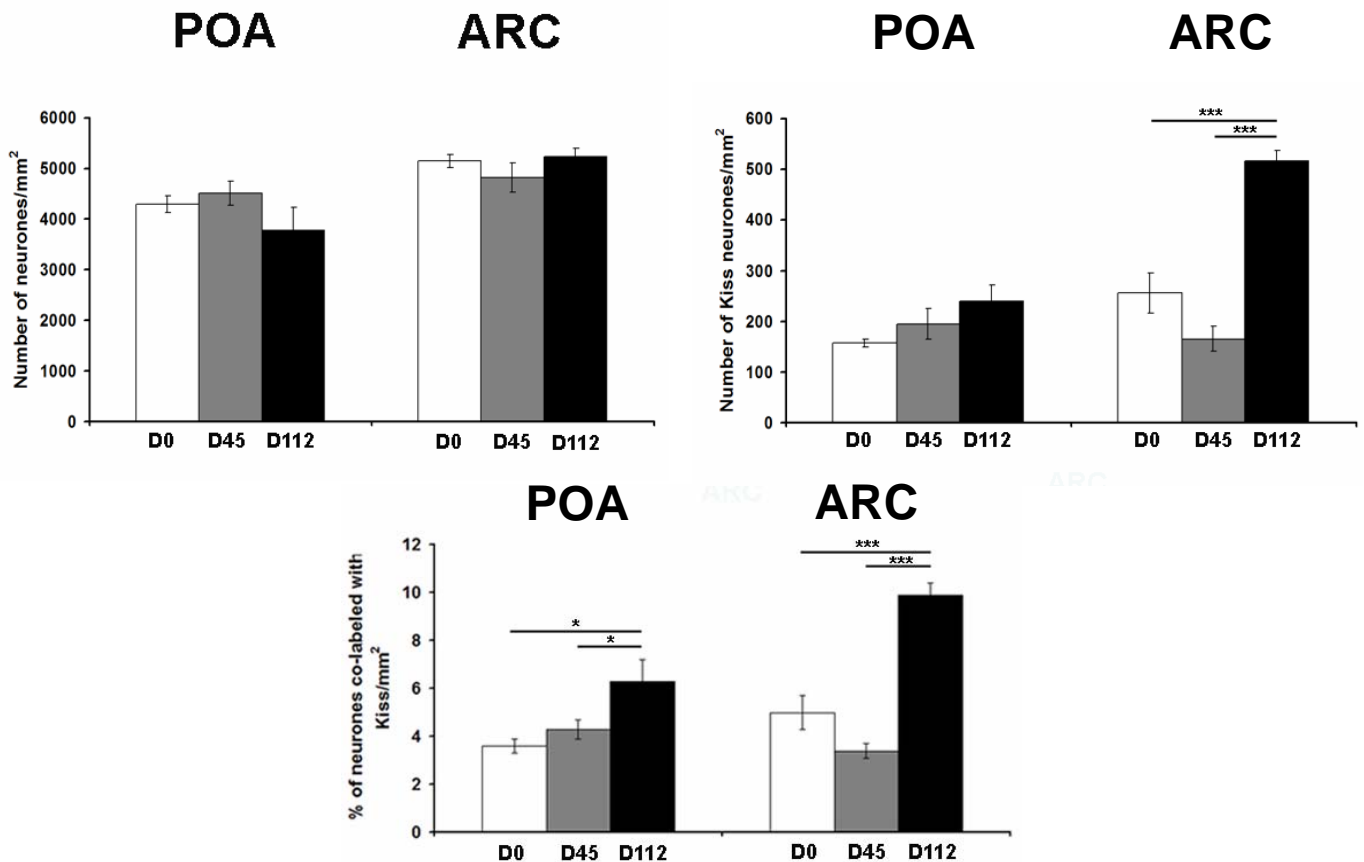 POA ARC
Number of neurones/mm²
6000
5000
4000
3000
2000
1000
0
D0 D45 D112 D0 D45 D112
POA ARC
Number of Kiss neurones/mm²
600
500
400
300
200
100
0
*** 
***
D0 D45 D112 D0 D45 D112
ARC ARC
POA ARC
% of neurones co-labeled with
Kiss/mm²
12
10
8
6
4
2
0
*
*
***
***
D0 D45 D112 D0 D45 D112